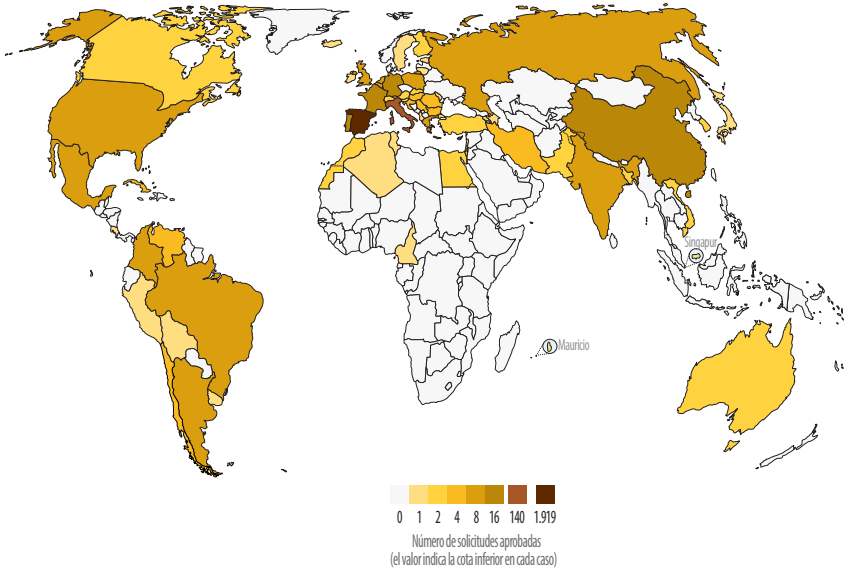 Singapur
Mauricio
0 1 2 4 8 16 140 1.919
Número de solicitudes aprobadas
(el valor indica la cota inferior en cada caso)